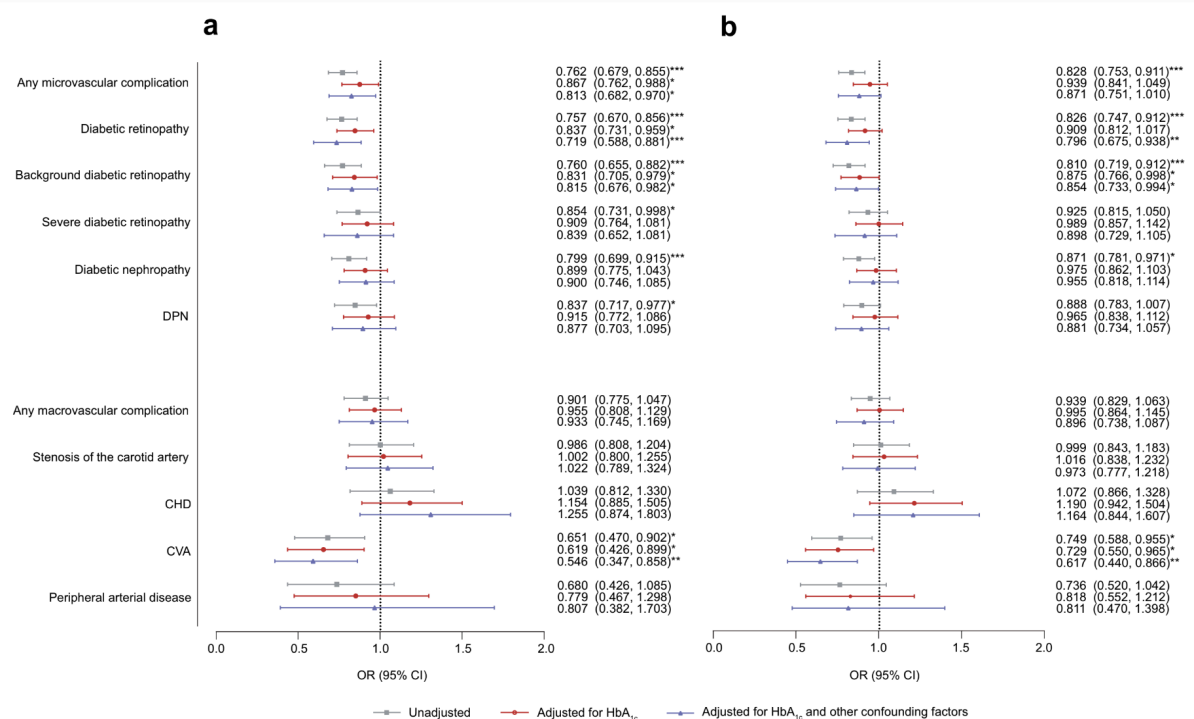 a
b
Any microvascular complication
0.762 (0.679, 0.855)***
0.867 (0.762, 0.988)*
0.813 (0.682, 0.970)*
0.828 (0.753, 0.911)***
0.939 (0.841, 1.049)
0.871 (0.751, 1.010)
Diabetic retinopathy
0.757 (0.670, 0.856)***
0.837 (0.731, 0.959)*
0.719 (0.588, 0.881)***
0.826 (0.747, 0.912)***
0.909 (0.812, 1.017)
0.796 (0.675, 0.938)**
Background diabetic retinopathy
0.760 (0.655, 0.882)***
0.831 (0.705, 0.979)*
0.815 (0.676, 0.982)*
0.810 (0.719, 0.912)***
0.875 (0.766, 0.998)*
0.854 (0.733, 0.994)*
Severe diabetic retinopathy
0.854 (0.731, 0.998)*
0.909 (0.764, 1.081)
0.839 (0.652, 1.081)
0.925 (0.815, 1.050)
0.989 (0.857, 1.142)
0.898 (0.729, 1.105)
Diabetic nephropathy
0.799 (0.699, 0.915)***
0.899 (0.775, 1.043)
0.900 (0.746, 1.085)
0.871 (0.781, 0.971)*
0.975 (0.862, 1.103)
0.955 (0.818, 1.114)
DPN
0.837 (0.717, 0.977)*
0.915 (0.772, 1.086)
0.877 (0.703, 1.095)
0.888 (0.783, 1.007)
0.965 (0.838, 1.112)
0.881 (0.734, 1.057)
Any macrovascular complication
0.901 (0.775, 1.047)
0.955 (0.808, 1.129)
0.933 (0.745, 1.169)
0.939 (0.829, 1.063)
0.995 (0.864, 1.145)
0.896 (0.738, 1.087)
Stenosis of the carotid artery
0.986 (0.808, 1.204)
1.002 (0.800, 1.255)
1.022 (0.789, 1.324)
0.999 (0.843, 1.183)
1.016 (0.838, 1.232)
0.973 (0.777, 1.218)
CHD
1.039 (0.812, 1.330)
1.154 (0.885, 1.505)
1.255 (0.874, 1.803)
1.072 (0.866, 1.328)
1.190 (0.942, 1.504)
1.164 (0.844, 1.607)
CVA
0.651 (0.470, 0.902)*
0.619 (0.426, 0.899)*
0.546 (0.347, 0.858)**
0.749 (0.588, 0.955)*
0.729 (0.550, 0.965)*
0.617 (0.440, 0.866)**
Peripheral arterial disease
0.680 (0.426, 1.085)
0.779 (0.467, 1.298)
0.807 (0.382, 1.703)
0.736 (0.520, 1.042)
0.818 (0.552, 1.212)
0.811 (0.470, 1.398)
0.0 0.5 1.0 1.5 2.0
0.0 0.5 1.0 1.5 2.0
OR (95% CI)
OR (95% CI)
Unadjusted
Adjusted for HbA1c
Adjusted for HbA1c and other confounding factors